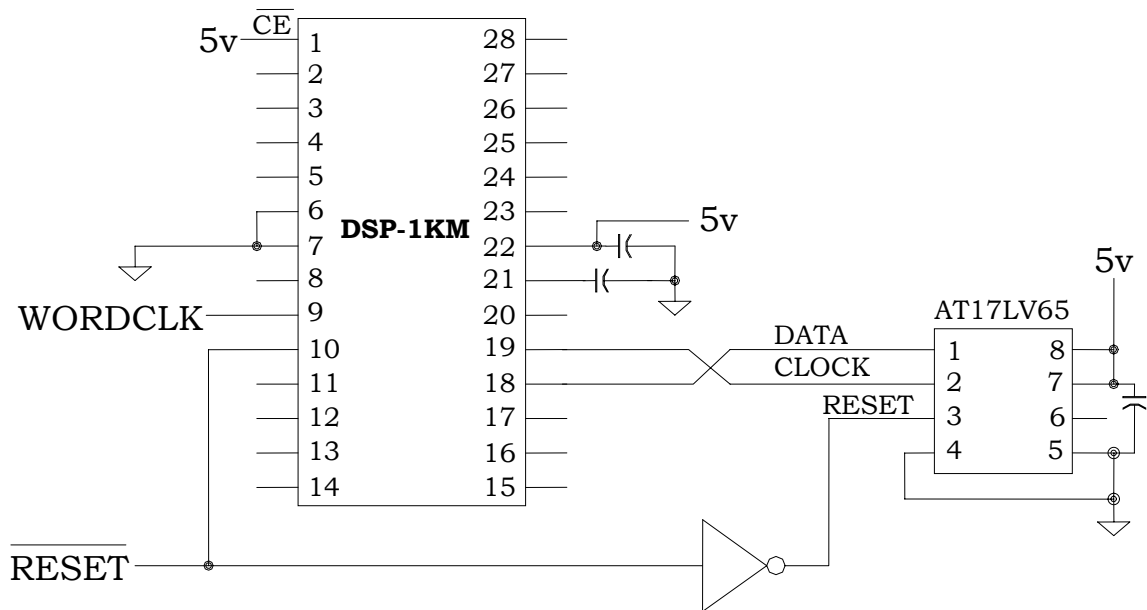 CE
5v 1 28
2 27
3 26
4 25
5 24
6 23
DSP-1KM
5v
7 22
8 21
5v
WORDCLK 9 20
AT17LV65
10 19 DATA 1 8
11 18 CLOCK 2 7
12 17 RESET 3 6
13 16 4 5
14 15
RESET